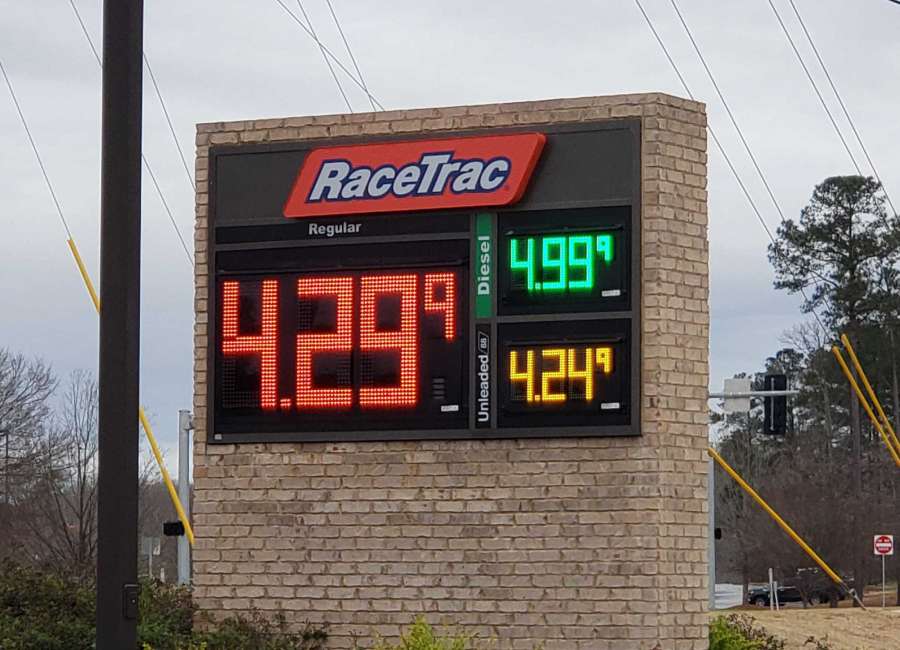 RaceTrac
Regular
4.29 9
Diesel
4.99 9
Unleaded 88
4.24 9